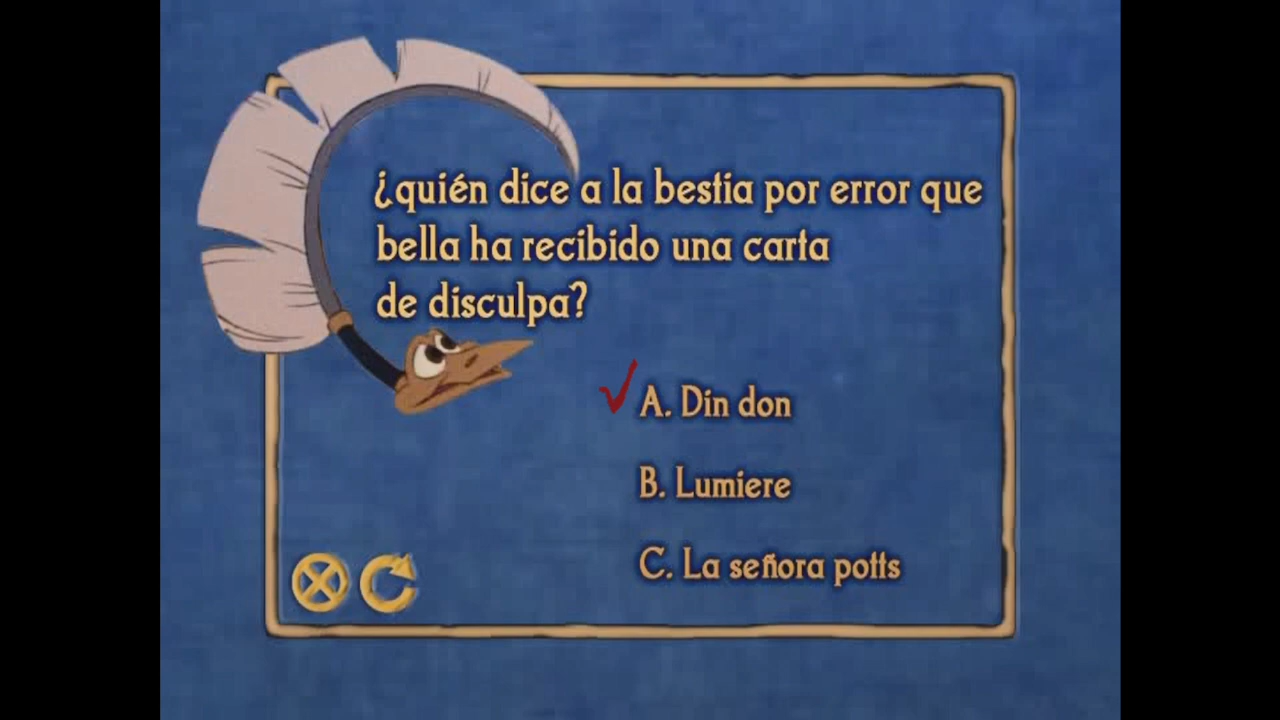 ¿quién dice a la bestia por error que
bella ha recibido una carta
de disculpa?
A. Din don
B. Lumiere
C. La señora potts